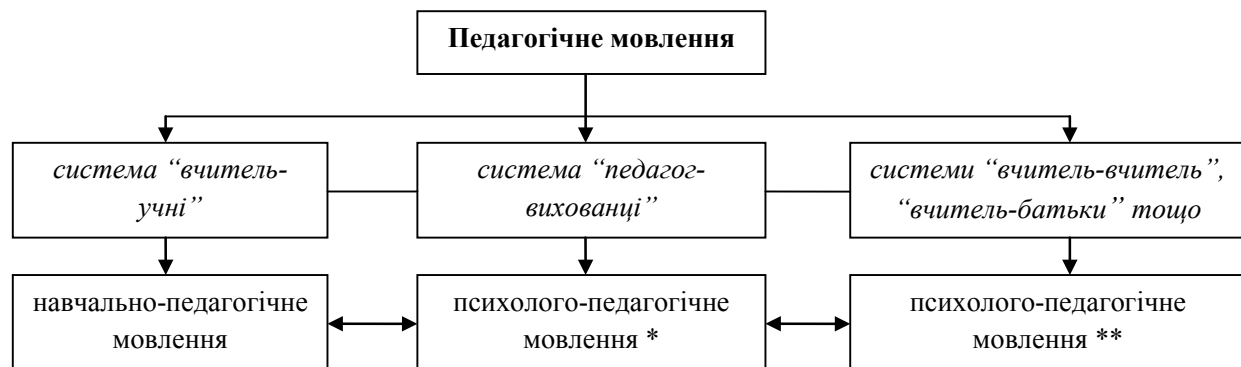 Педагогічне мовлення
система “вчитель-
учні”
система “педагог-
вихованці”
системи “вчитель-вчитель”,
“вчитель-батьки” тощо
навчально-педагогічне
мовлення
психолого-педагогічне
мовлення *
психолого-педагогічне
мовлення **